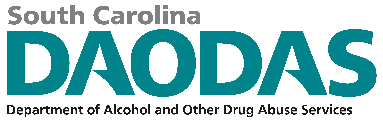 South Carolina
DAODAS
Department of Alcohol and Other Drug Abuse Services